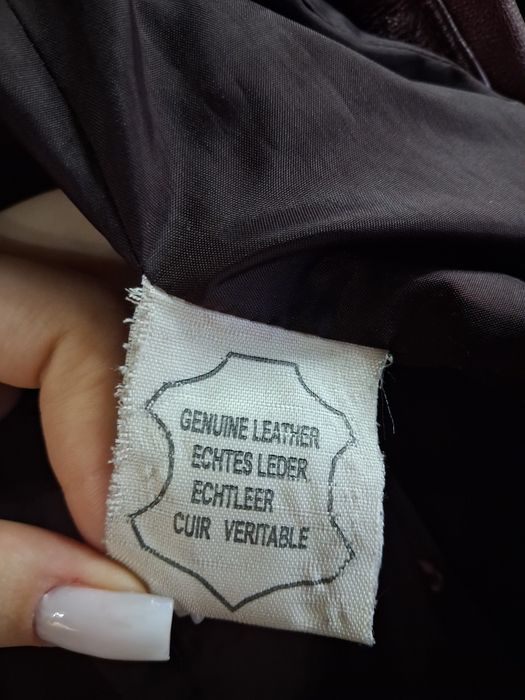 GENUINE LEATHER
ECHTES LEDER
ECHTLEER
CUIR VERITABLE